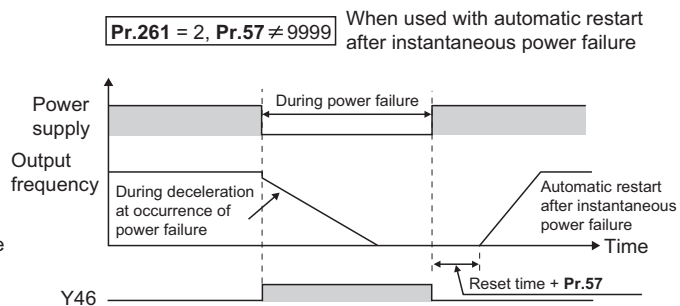 Pr.261 = 2, Pr.57 ≠ 9999
When used with automatic restart
after instantaneous power failure
Power
supply
During power failure
Output
frequency
During deceleration
at occurrence of
power failure
Automatic restart
after instantaneous
power failure
Time
e
Reset time + Pr.57
Y46